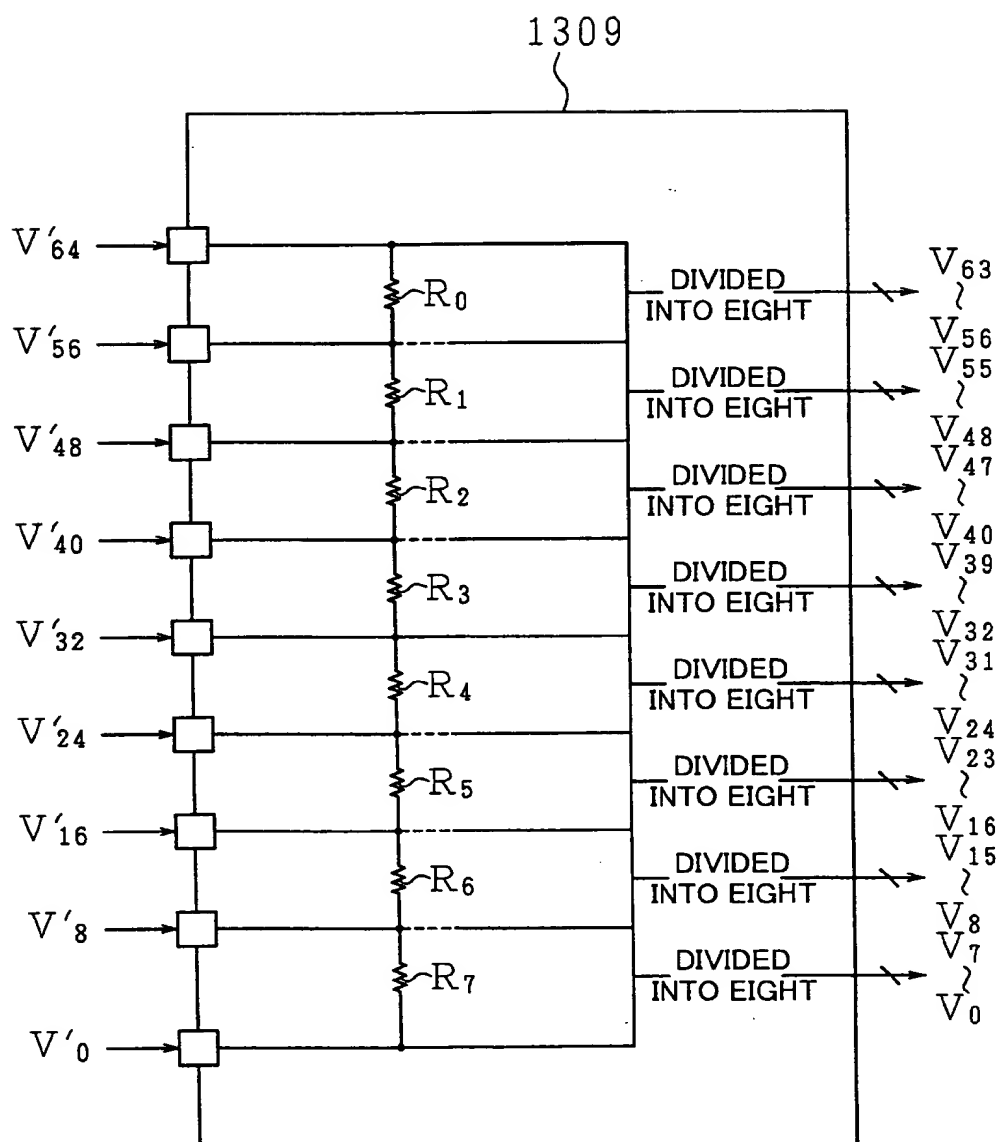 1309
V'64
V'56
V'48
V'40
V'32
V'24
V'16
V'8
V'0
R0
R1
R2
R3
R4
R5
R6
R7
DIVIDED
INTO EIGHT
DIVIDED
INTO EIGHT
DIVIDED
INTO EIGHT
DIVIDED
INTO EIGHT
DIVIDED
INTO EIGHT
DIVIDED
INTO EIGHT
DIVIDED
INTO EIGHT
DIVIDED
INTO EIGHT
V63
~
V56
V55
~
V48
V47
~
V40
V39
~
V32
V31
~
V24
V23
~
V16
V15
~
V8
V7
~
V0